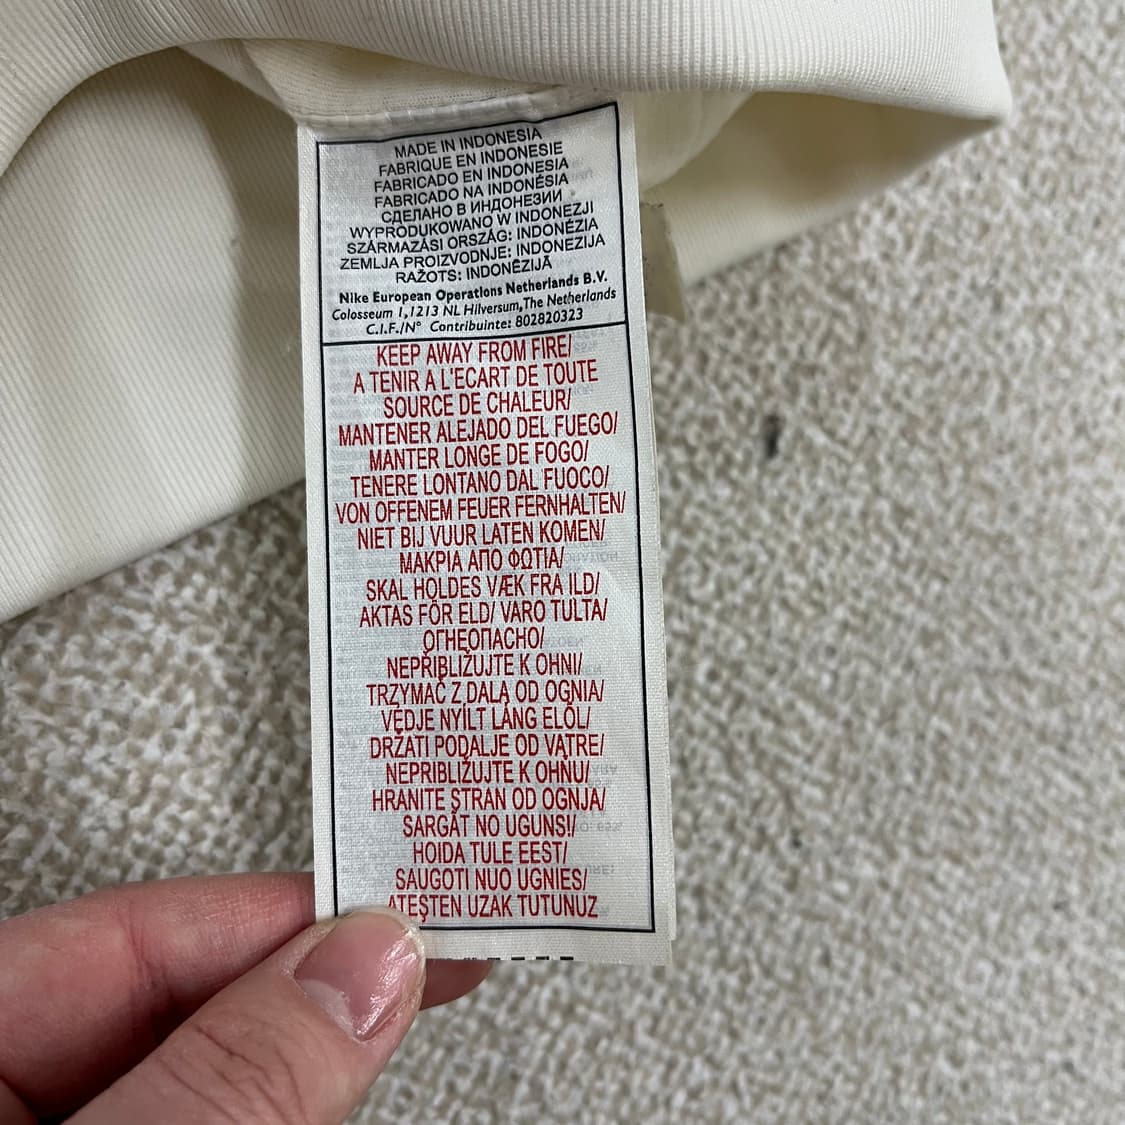 MADE IN INDONESIA
FABRIQUE EN INDONESIE
FABRICADO EN INDONESIA
FABRICADO NA INDONÉSIA
СДЕЛАНО В ИНДОНЕЗИИ
WYPRODUKOWANO W INDONEZJI
SZÁRMAZÁSI ORSZÁG: INDONÉZIA
ZEMLJA PROIZVODNJE: INDONEZIJA
RAŽOTS: INDONĒZIJĀ
Nike European Operations Netherlands B.V.
Colosseum 1,1213 NL Hilversum,The Netherlands
C.I.F./N° Contribuinte: 802820323
KEEP AWAY FROM FIRE/
A TENIR A L'ECART DE TOUTE
SOURCE DE CHALEUR/
MANTENER ALEJADO DEL FUEGO/
MANTER LONGE DE FOGO/
TENERE LONTANO DAL FUOCO/
VON OFFENEM FEUER FERNHALTEN/
NIET BIJ VUUR LATEN KOMEN/
ΜΑΚΡΙΑ ΑΠΟ ΦΩΤΙΑ/
SKAL HOLDES VÆK FRA ILD/
AKTAS FÖR ELD/ VARO TULTA/
ОГНЕОПАСНО/
NEPŘIBLIŽUJTE K OHNI/
TRZYMAĆ Z DALA OD OGNIA/
VÉDJE NYÍLT LÁNG ELŐL/
DRŽATI PODALJE OD VATRE/
NEPRIBLIŽUJTE K OHŇU/
HRANITE STRAN OD OGNJA/
SARGĀT NO UGUNS/
HOIDA TULE EEST/
SAUGOTI NUO UGNIES/
ATEŞTEN UZAK TUTUNUZ